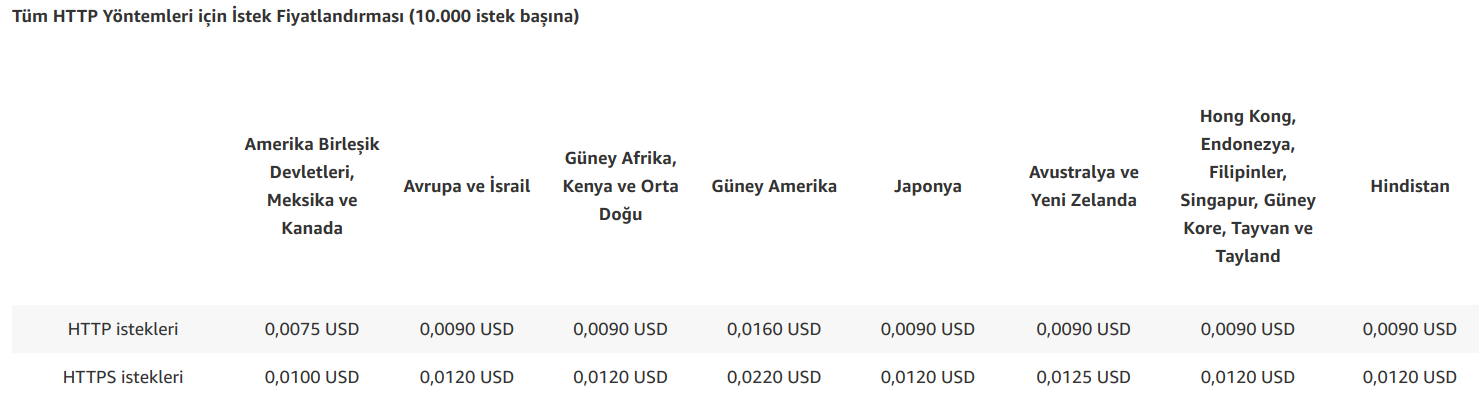 Tüm HTTP Yöntemleri için İstek Fiyatlandırması (10.000 istek başına)
Amerika Birleşik
Devletleri,
Meksika ve
Kanada
Avrupa ve İsrail
Güney Afrika,
Kenya ve Orta
Doğu
Güney Amerika
Japonya
Avustralya ve
Yeni Zelanda
Hong Kong,
Endonezya,
Filipinler,
Singapur, Güney
Kore, Tayvan ve
Tayland
Hindistan
HTTP istekleri 0,0075 USD 0,0090 USD 0,0090 USD 0,0160 USD 0,0090 USD 0,0090 USD 0,0090 USD 0,0090 USD
HTTPS istekleri 0,0100 USD 0,0120 USD 0,0120 USD 0,0220 USD 0,0120 USD 0,0125 USD 0,0120 USD 0,0120 USD